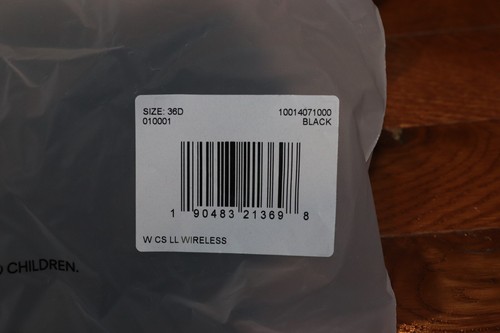 SIZE: 36D 10014071000
010001 BLACK
1 90483 21369 8
W CS LL WIRELESS
CHILDREN.